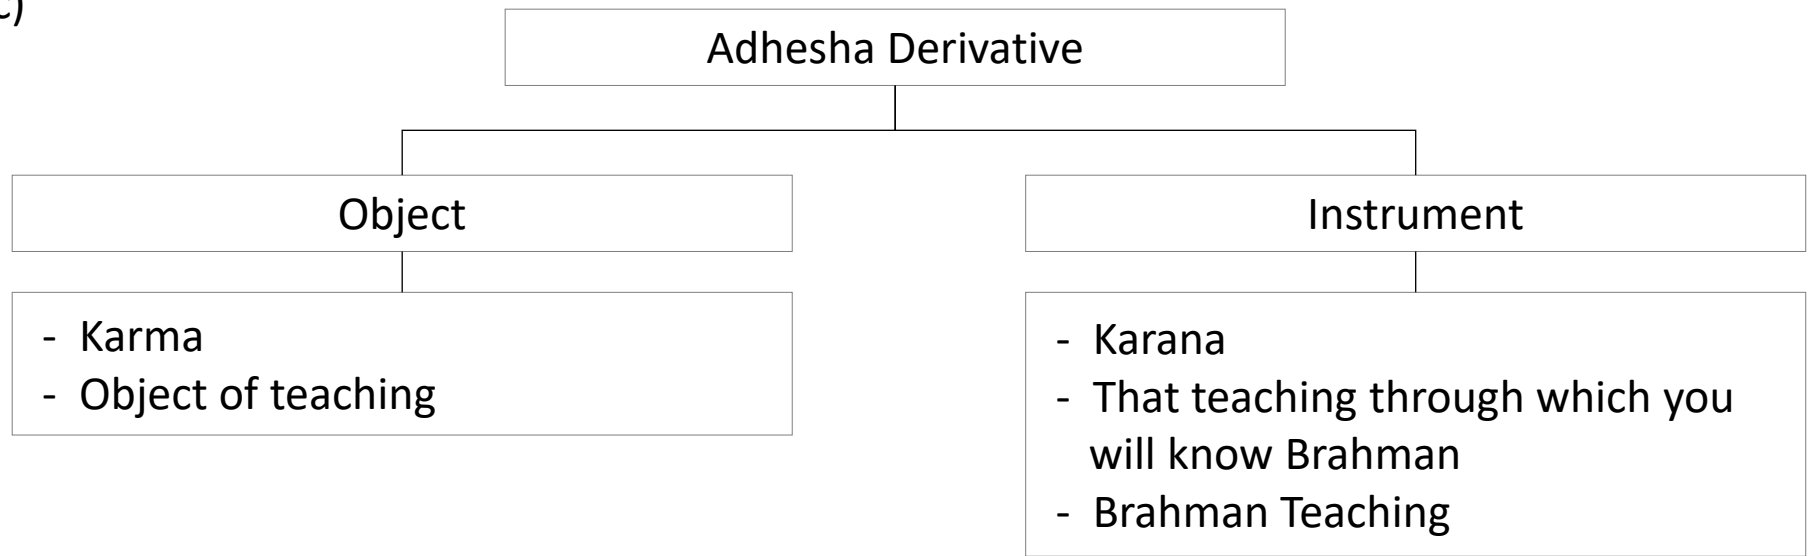 c)
Adhesha Derivative
Object
Instrument
- Karma
- Object of teaching
- Karana
- That teaching through which you
will know Brahman
- Brahman Teaching